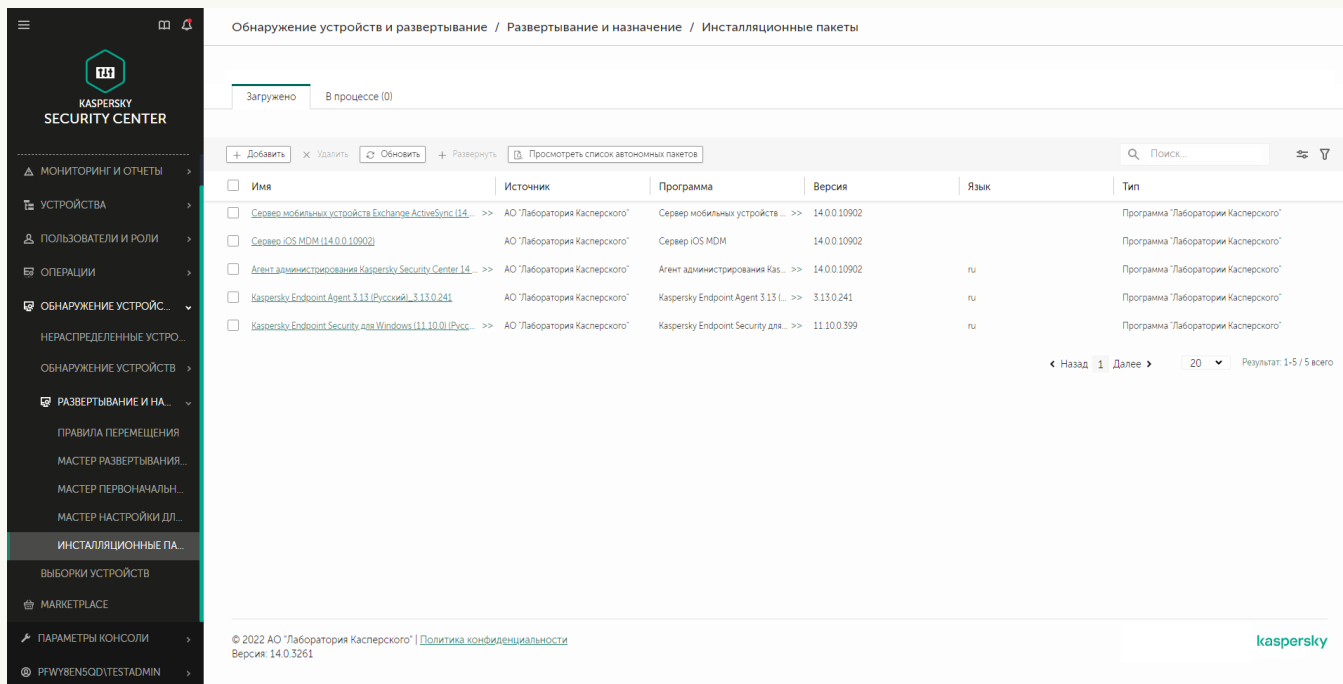 Обнаружение устройств и развертывание / Развертывание и назначение / Инсталляционные пакеты
KASPERSKY
SECURITY CENTER
МОНИТОРИНГ И ОТЧЕТЫ
УСТРОЙСТВА
ПОЛЬЗОВАТЕЛИ И РОЛИ
ОПЕРАЦИИ
ОБНАРУЖЕНИЕ УСТРОЙС...
НЕРАСПРЕДЕЛЕННЫЕ УСТРО...
ОБНАРУЖЕНИЕ УСТРОЙСТВ
РАЗВЕРТЫВАНИЕ И НА...
ПРАВИЛА ПЕРЕМЕЩЕНИЯ
МАСТЕР РАЗВЕРТЫВАНИЯ...
МАСТЕР ПЕРВОНАЧАЛЬН...
МАСТЕР НАСТРОЙКИ ДЛ...
ИНСТАЛЛЯЦИОННЫЕ ПА...
ВЫБОРКИ УСТРОЙСТВ
MARKETPLACE
ПАРАМЕТРЫ КОНСОЛИ
PFWY8EN5QD\TESTADMIN
Загружено В процессе (0)
+ Добавить × Удалить Обновить + Развернуть Просмотреть список автономных пакетов Поиск...
Имя Источник Программа Версия Язык Тип
Сервер мобильных устройств Exchange ActiveSync (14.... >> АО "Лаборатория Касперского" Сервер мобильных устройств ... >> 14.0.0.10902 Программа "Лаборатории Касперского"
Сервер iOS MDM (14.0.0.10902) АО "Лаборатория Касперского" Сервер iOS MDM 14.0.0.10902 Программа "Лаборатории Касперского"
Агент администрирования Kaspersky Security Center 14 ... >> АО "Лаборатория Касперского" Агент администрирования Kas... >> 14.0.0.10902 ru Программа "Лаборатории Касперского"
Kaspersky Endpoint Agent 3.13 (Русский)_3.13.0.241 АО "Лаборатория Касперского" Kaspersky Endpoint Agent 3.13 (... >> 3.13.0.241 ru Программа "Лаборатории Касперского"
Kaspersky Endpoint Security для Windows (11.10.0) (Русс... >> АО "Лаборатория Касперского" Kaspersky Endpoint Security для... >> 11.10.0.399 ru Программа "Лаборатории Касперского"
Назад 1 Далее 20 Результат: 1-5 / 5 всего
© 2022 АО "Лаборатория Касперского" | Политика конфиденциальности
Версия: 14.0.3261
kaspersky